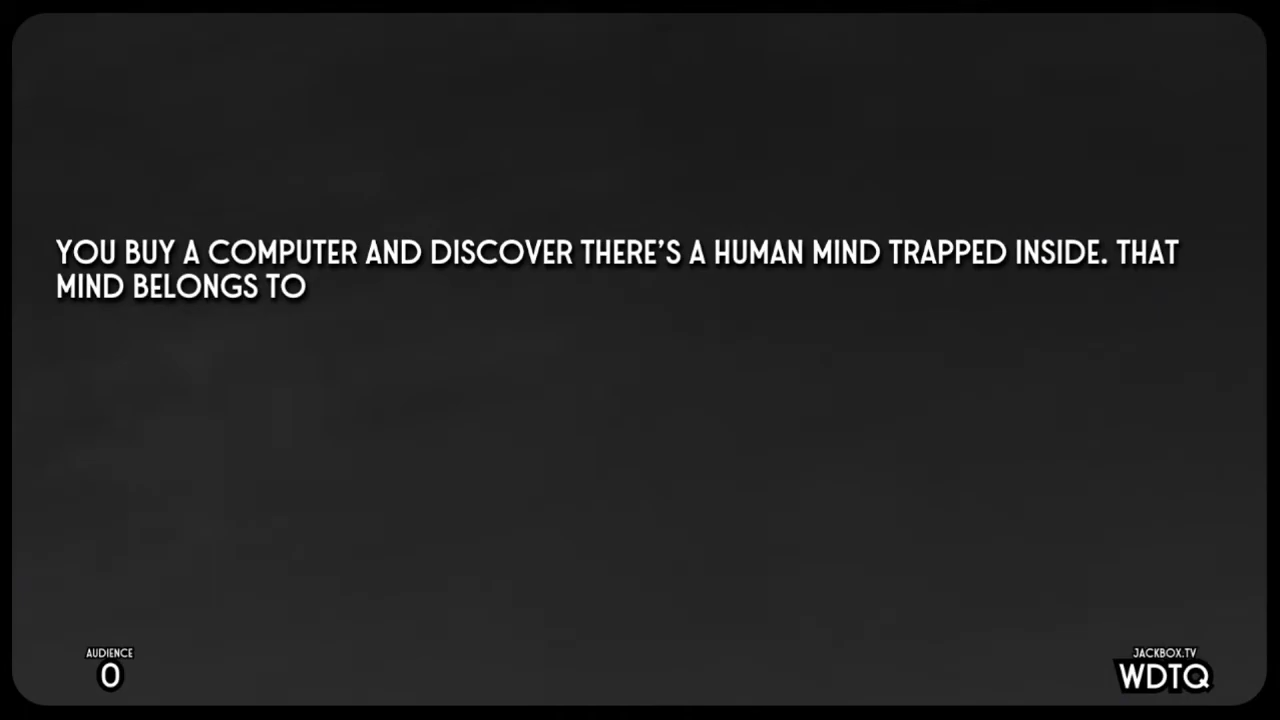 YOU BUY A COMPUTER AND DISCOVER THERE'S A HUMAN MIND TRAPPED INSIDE. THAT
MIND BELONGS TO
AUDIENCE
0
JACKBOX.TV
WDTQ